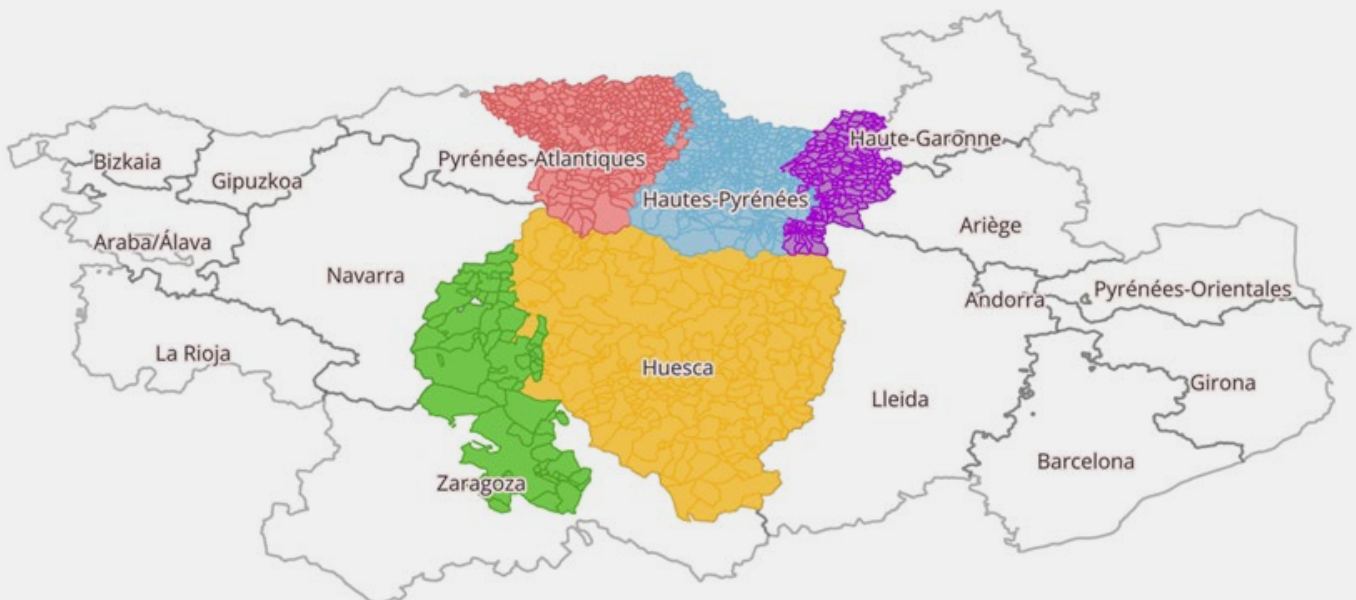 Haute-Garonne
Bizkaia
Pyrénées-Atlantiques
Gipuzkoa
Hautes-Pyrénées
Ariège
Araba/Álava
Navarra
Andorra
Pyrénées-Orientales
La Rioja
Huesca
Girona
Lleida
Barcelona
Zaragoza